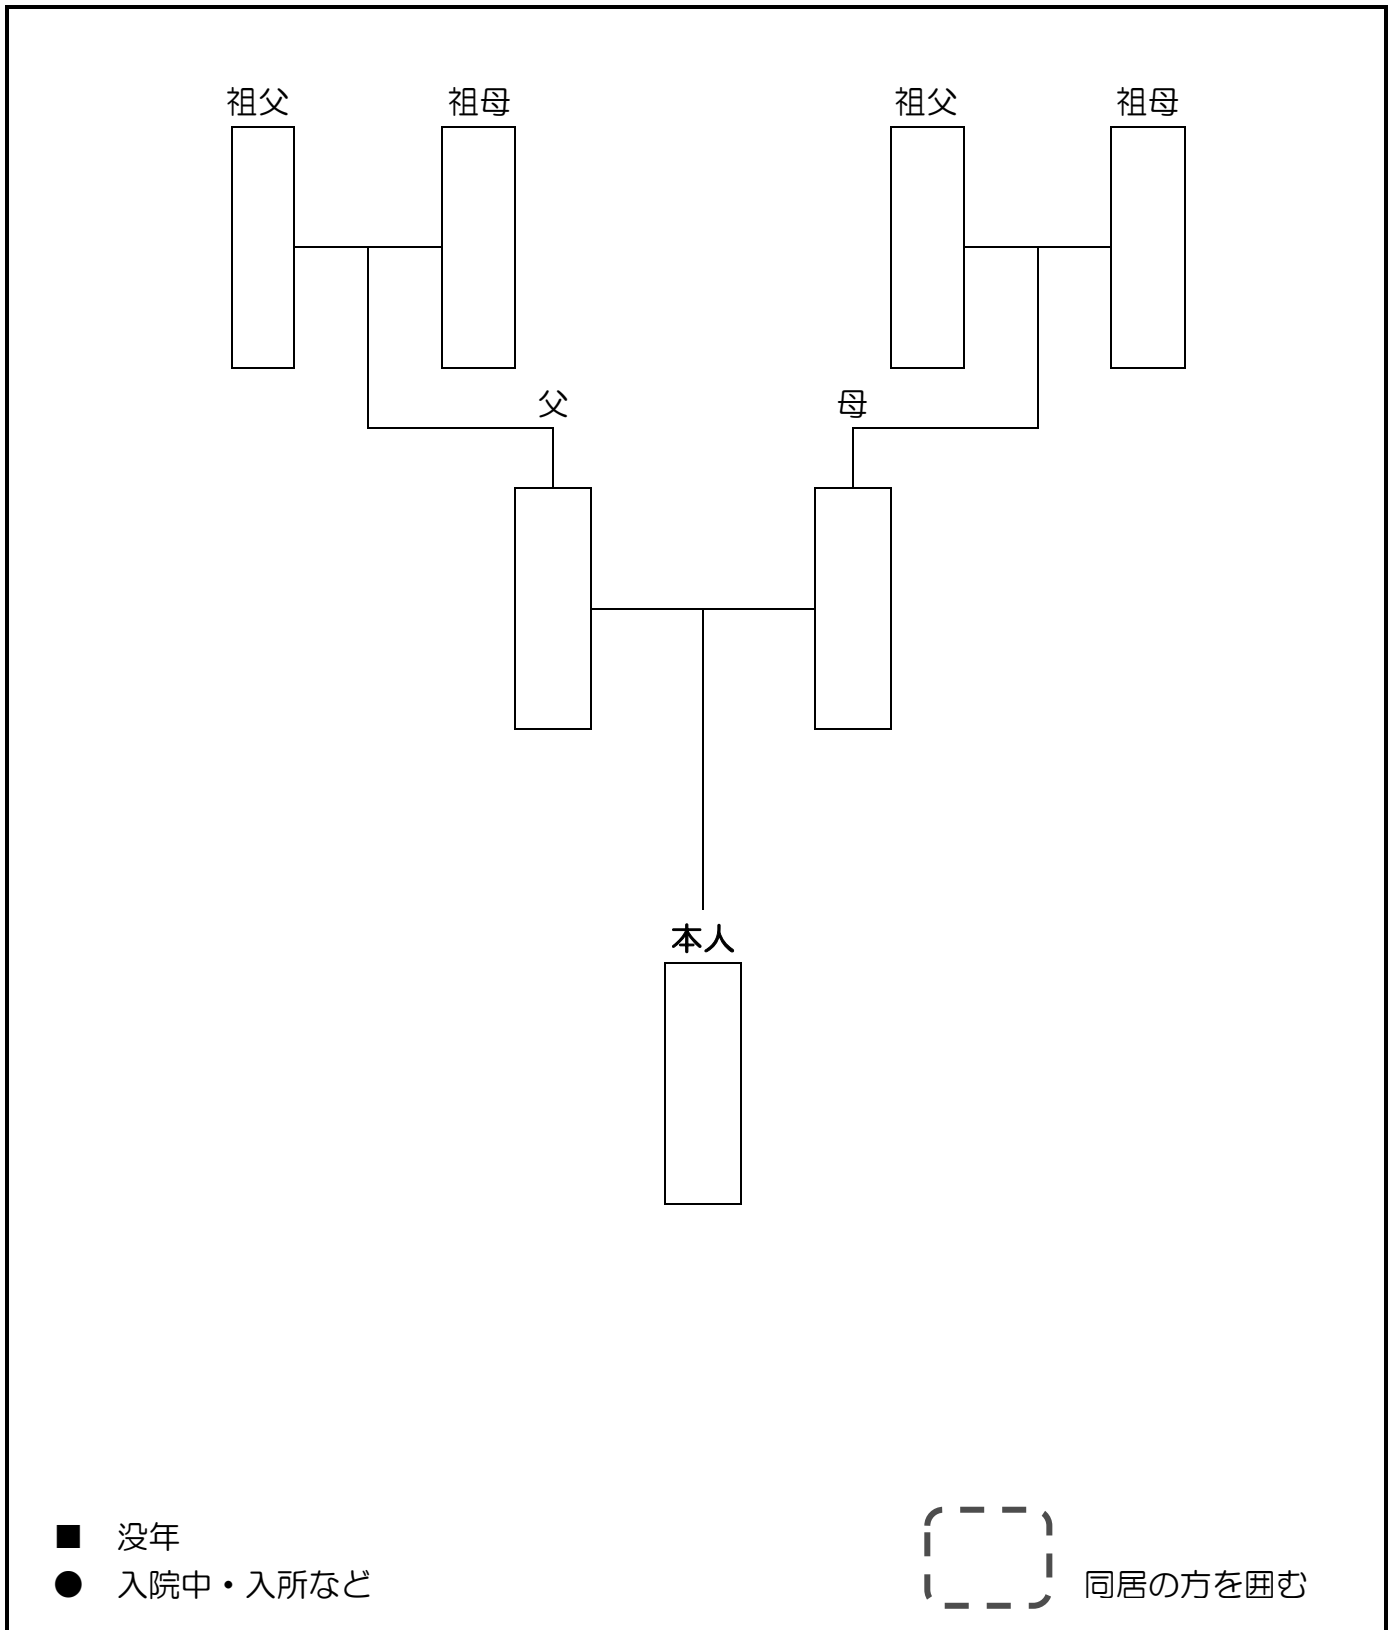 祖父 祖母 祖父 祖母
父 母
本人
■ 没年
● 入院中・入所など 同居の方を囲む